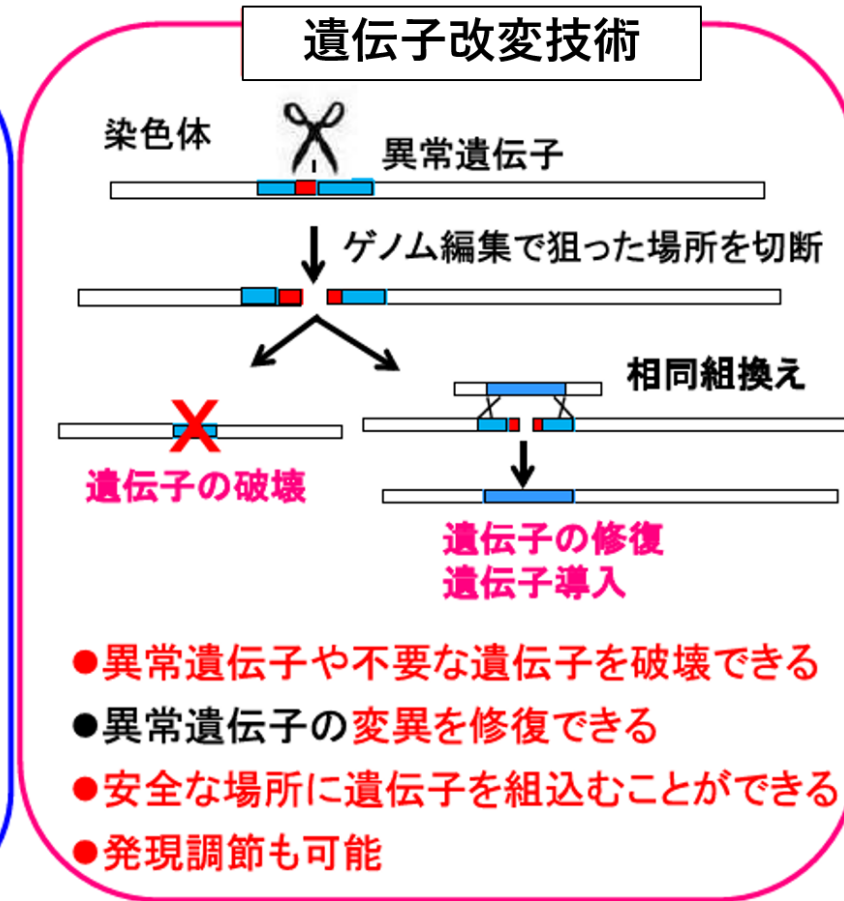 遺伝子改変技術
染色体
異常遺伝子
ゲノム編集で狙った場所を切断
相同組換え
X
遺伝子の破壊
遺伝子の修復
遺伝子導入
●異常遺伝子や不要な遺伝子を破壊できる
●異常遺伝子の変異を修復できる
●安全な場所に遺伝子を組込むことができる
●発現調節も可能